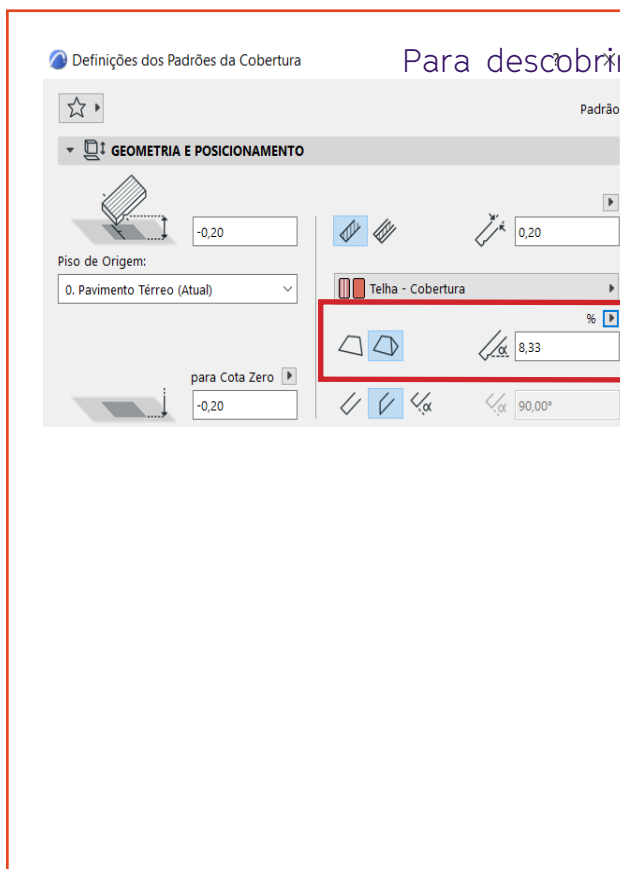 Definições dos Padrões da Cobertura
Para descobrir
? ×
Padrão
GEOMETRIA E POSICIONAMENTO
-0,20
0,20
Piso de Origem:
0. Pavimento Térreo (Atual)
Telha - Cobertura
%
α 8,33
para Cota Zero
-0,20
α
α 90,00°